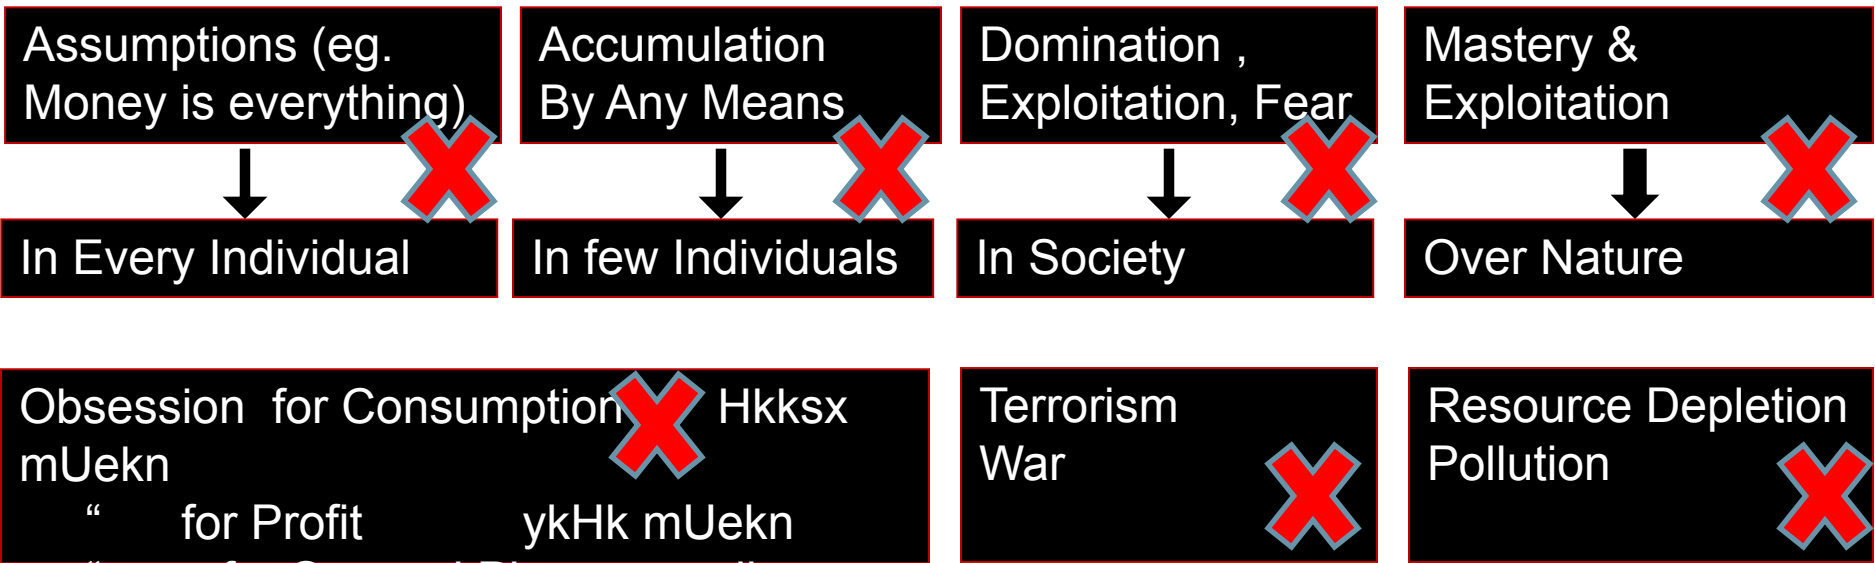 Assumptions (eg.
Money is everything)
Accumulation
By Any Means
Domination ,
Exploitation, Fear
Mastery &
Exploitation
In Every Individual
In few Individuals
In Society
Over Nature
Obsession for Consumption Hkksx
mUekn
“ for Profit ykHk mUekn
Terrorism
War
Resource Depletion
Pollution